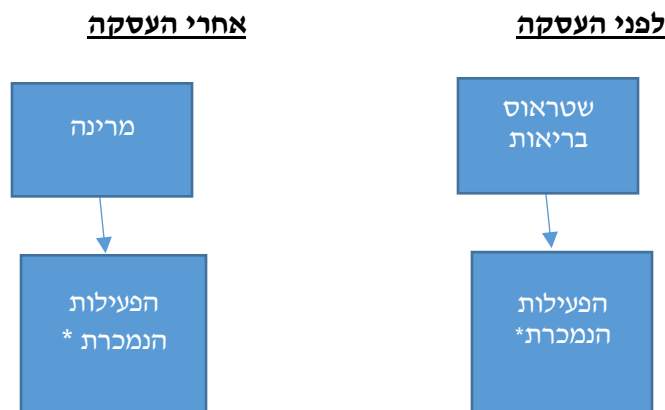 לפני העסקה
שטראוס
בריאות
הפעילות
הנמכרת*
אחרי העסקה
מרינה
הפעילות
הנמכרת *